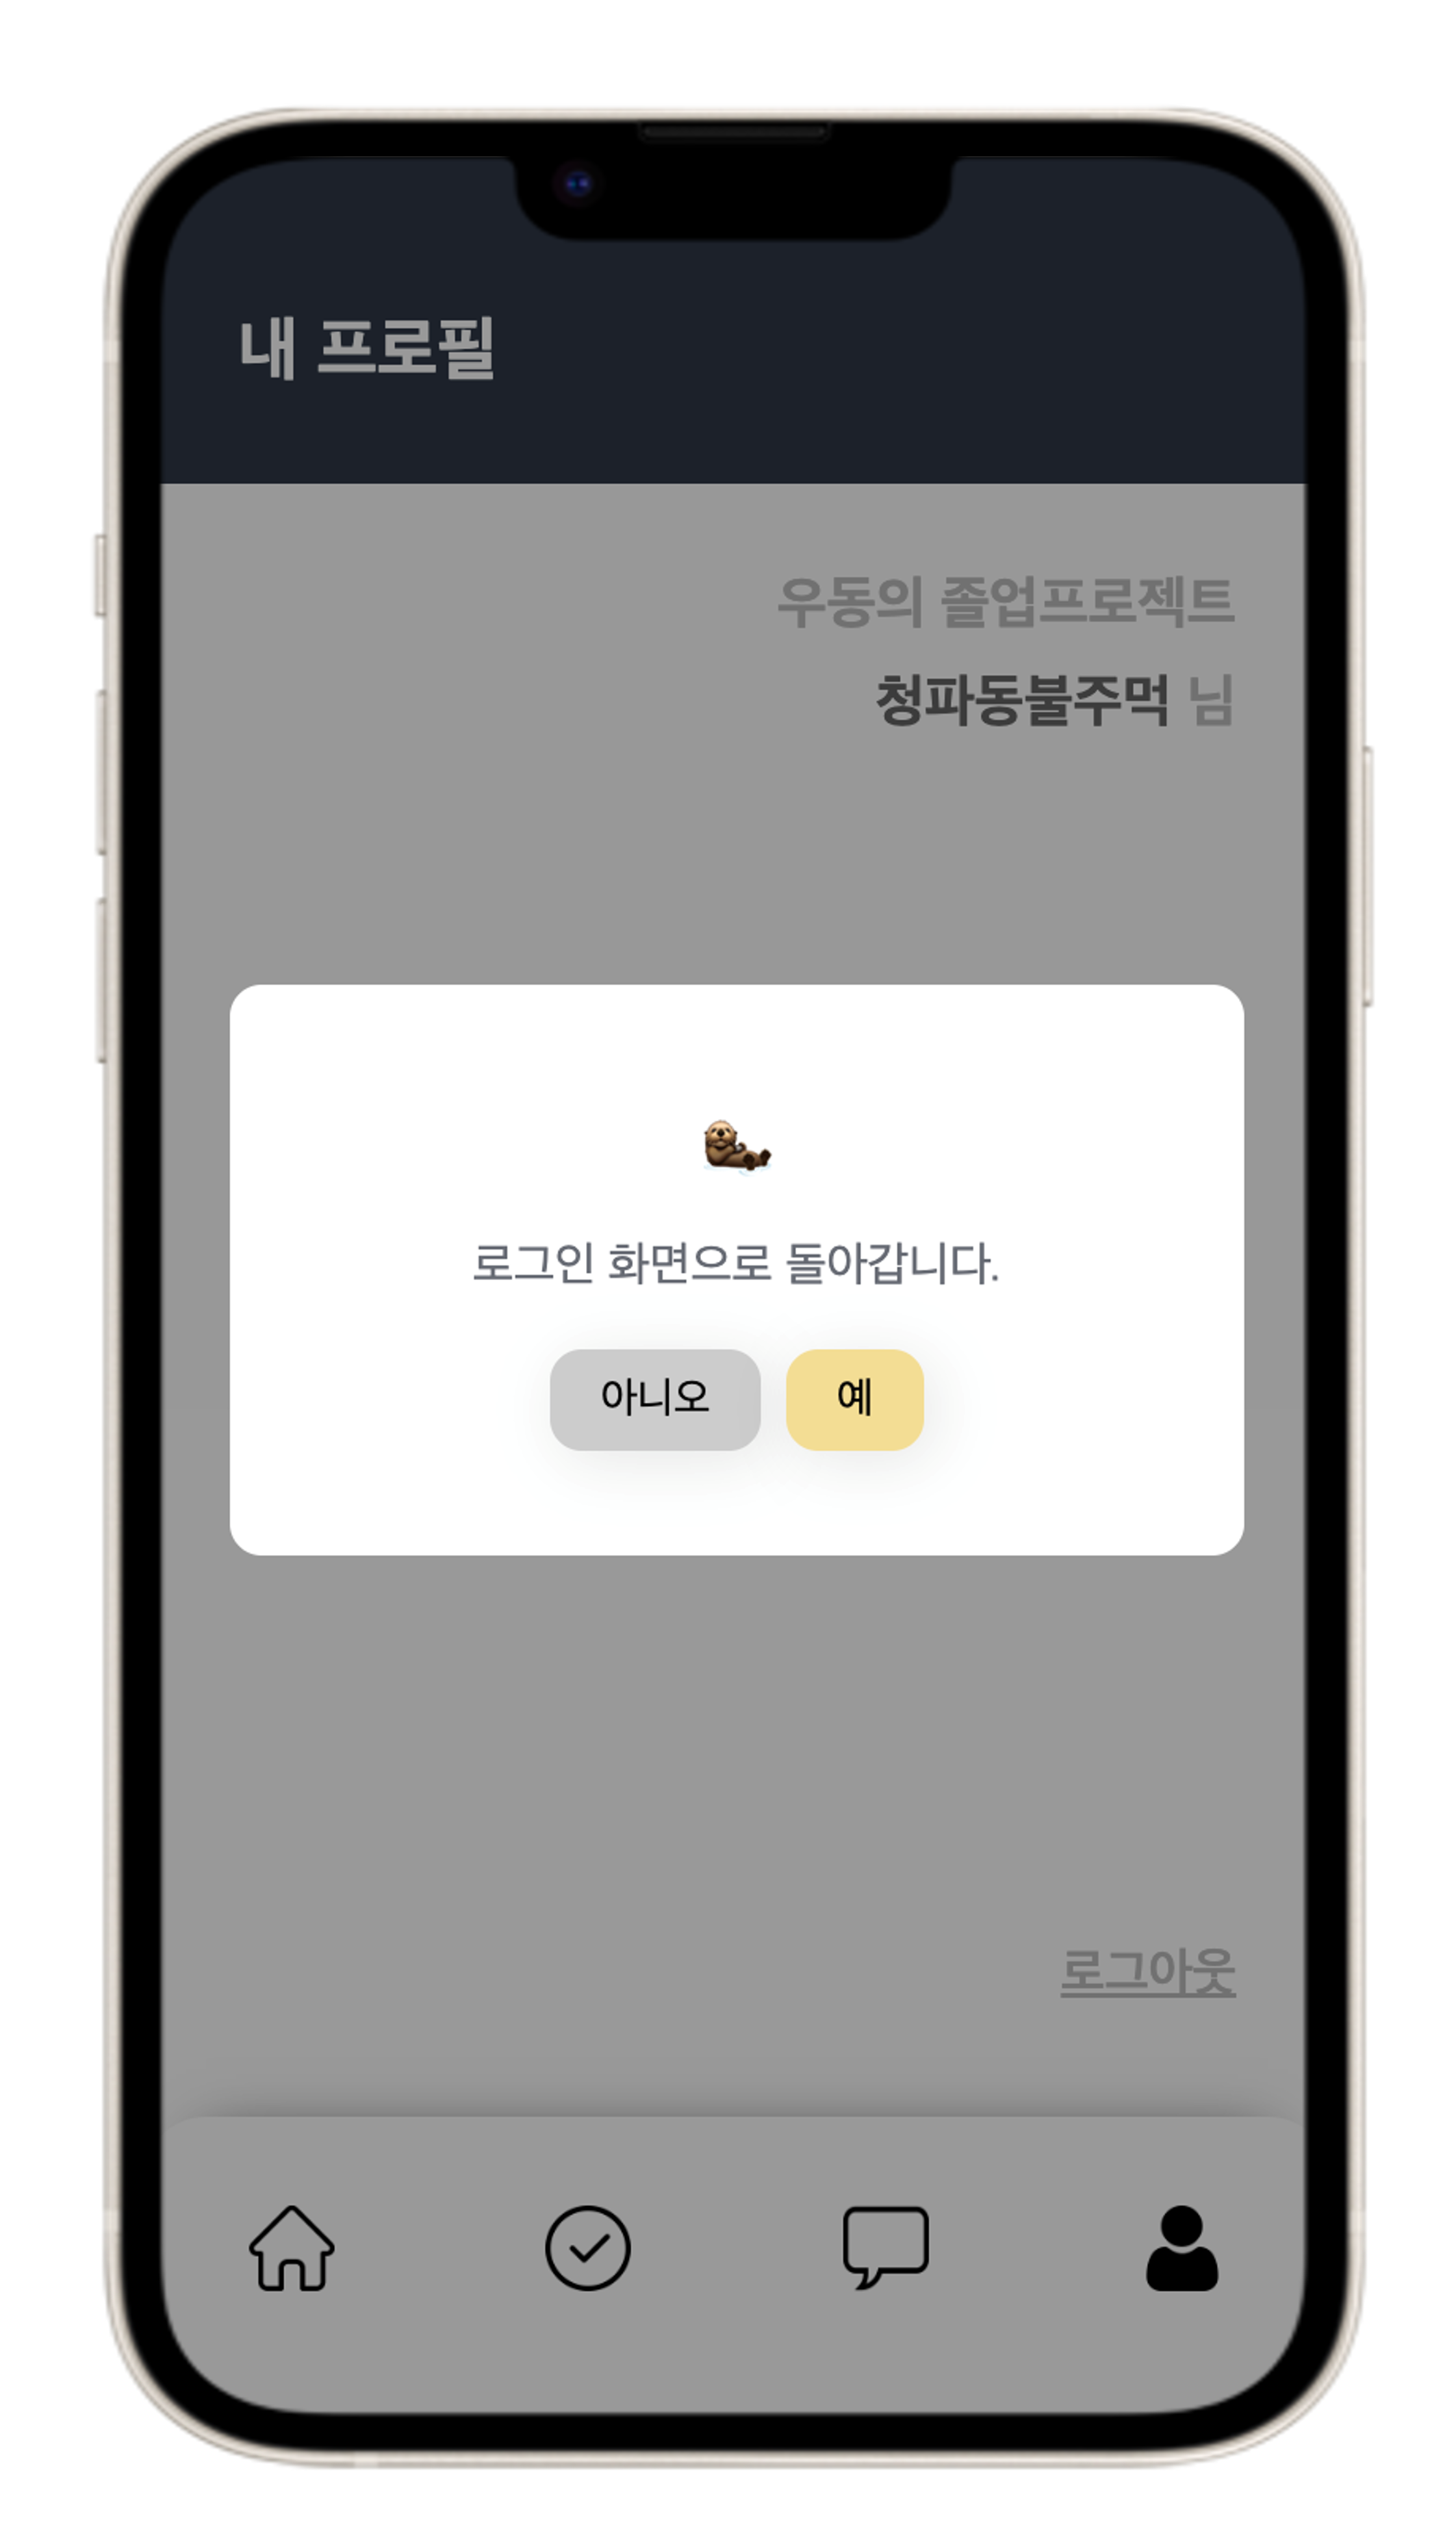 내 프로필
우동의 졸업프로젝트
청파동불주먹 님
로그인 화면으로 돌아갑니다.
아니오 예
로그아웃